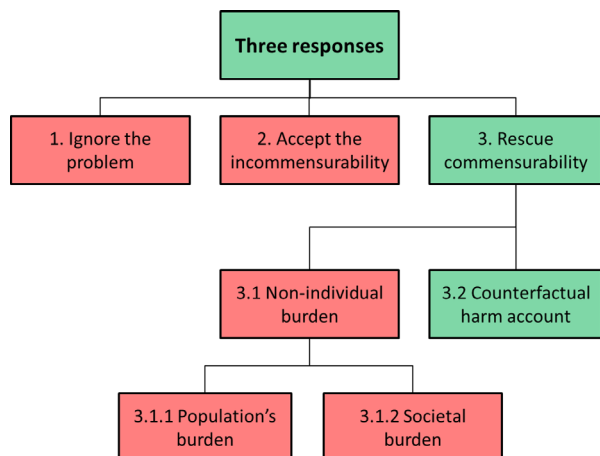 Three responses
1. Ignore the
problem
2. Accept the
incommensurability
3. Rescue
commensurability
3.1 Non-individual
burden
3.2 Counterfactual
harm account
3.1.1 Population’s
burden
3.1.2 Societal
burden